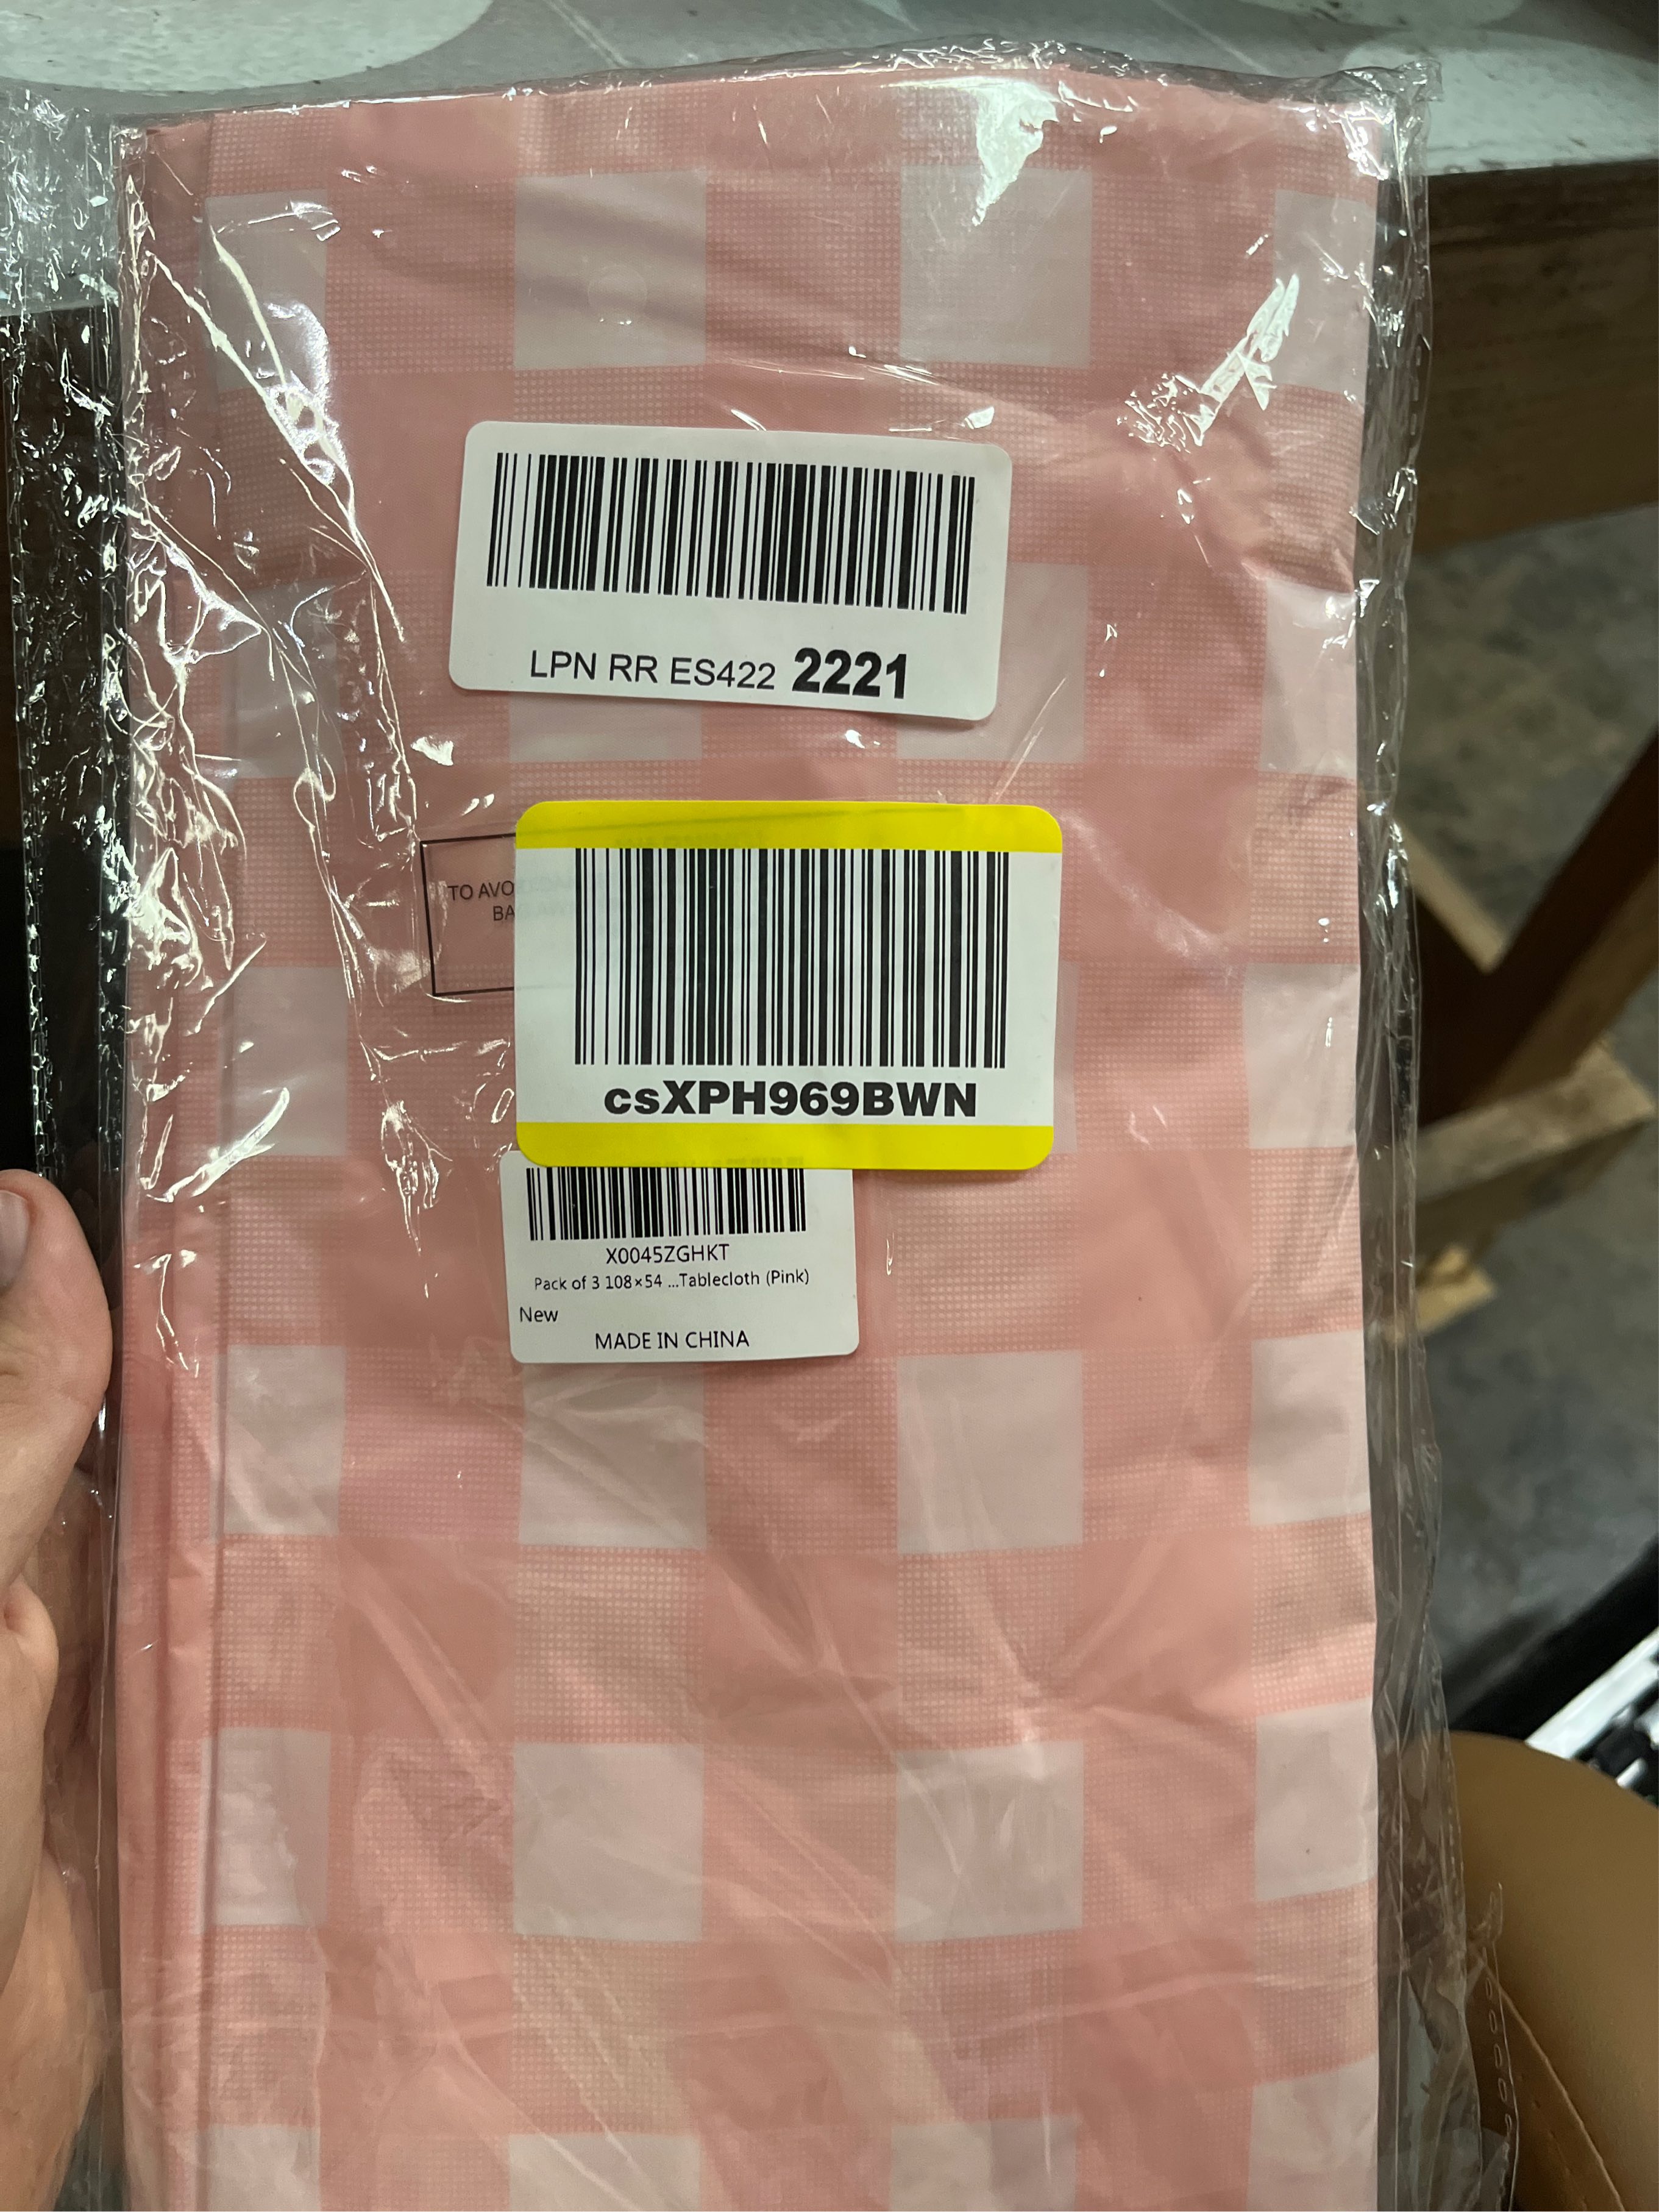 LPN RR ES422 2221
TO AVO
BA
csXPH969BWN
X0045ZGHKT
Pack of 3 108×54 ...Tablecloth (Pink)
New
MADE IN CHINA